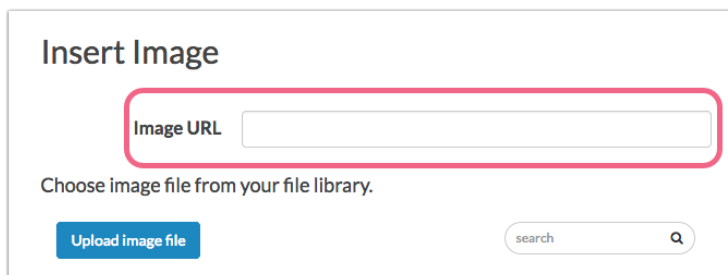 Insert Image
Image URL
Choose image file from your file library.
Upload image file
search